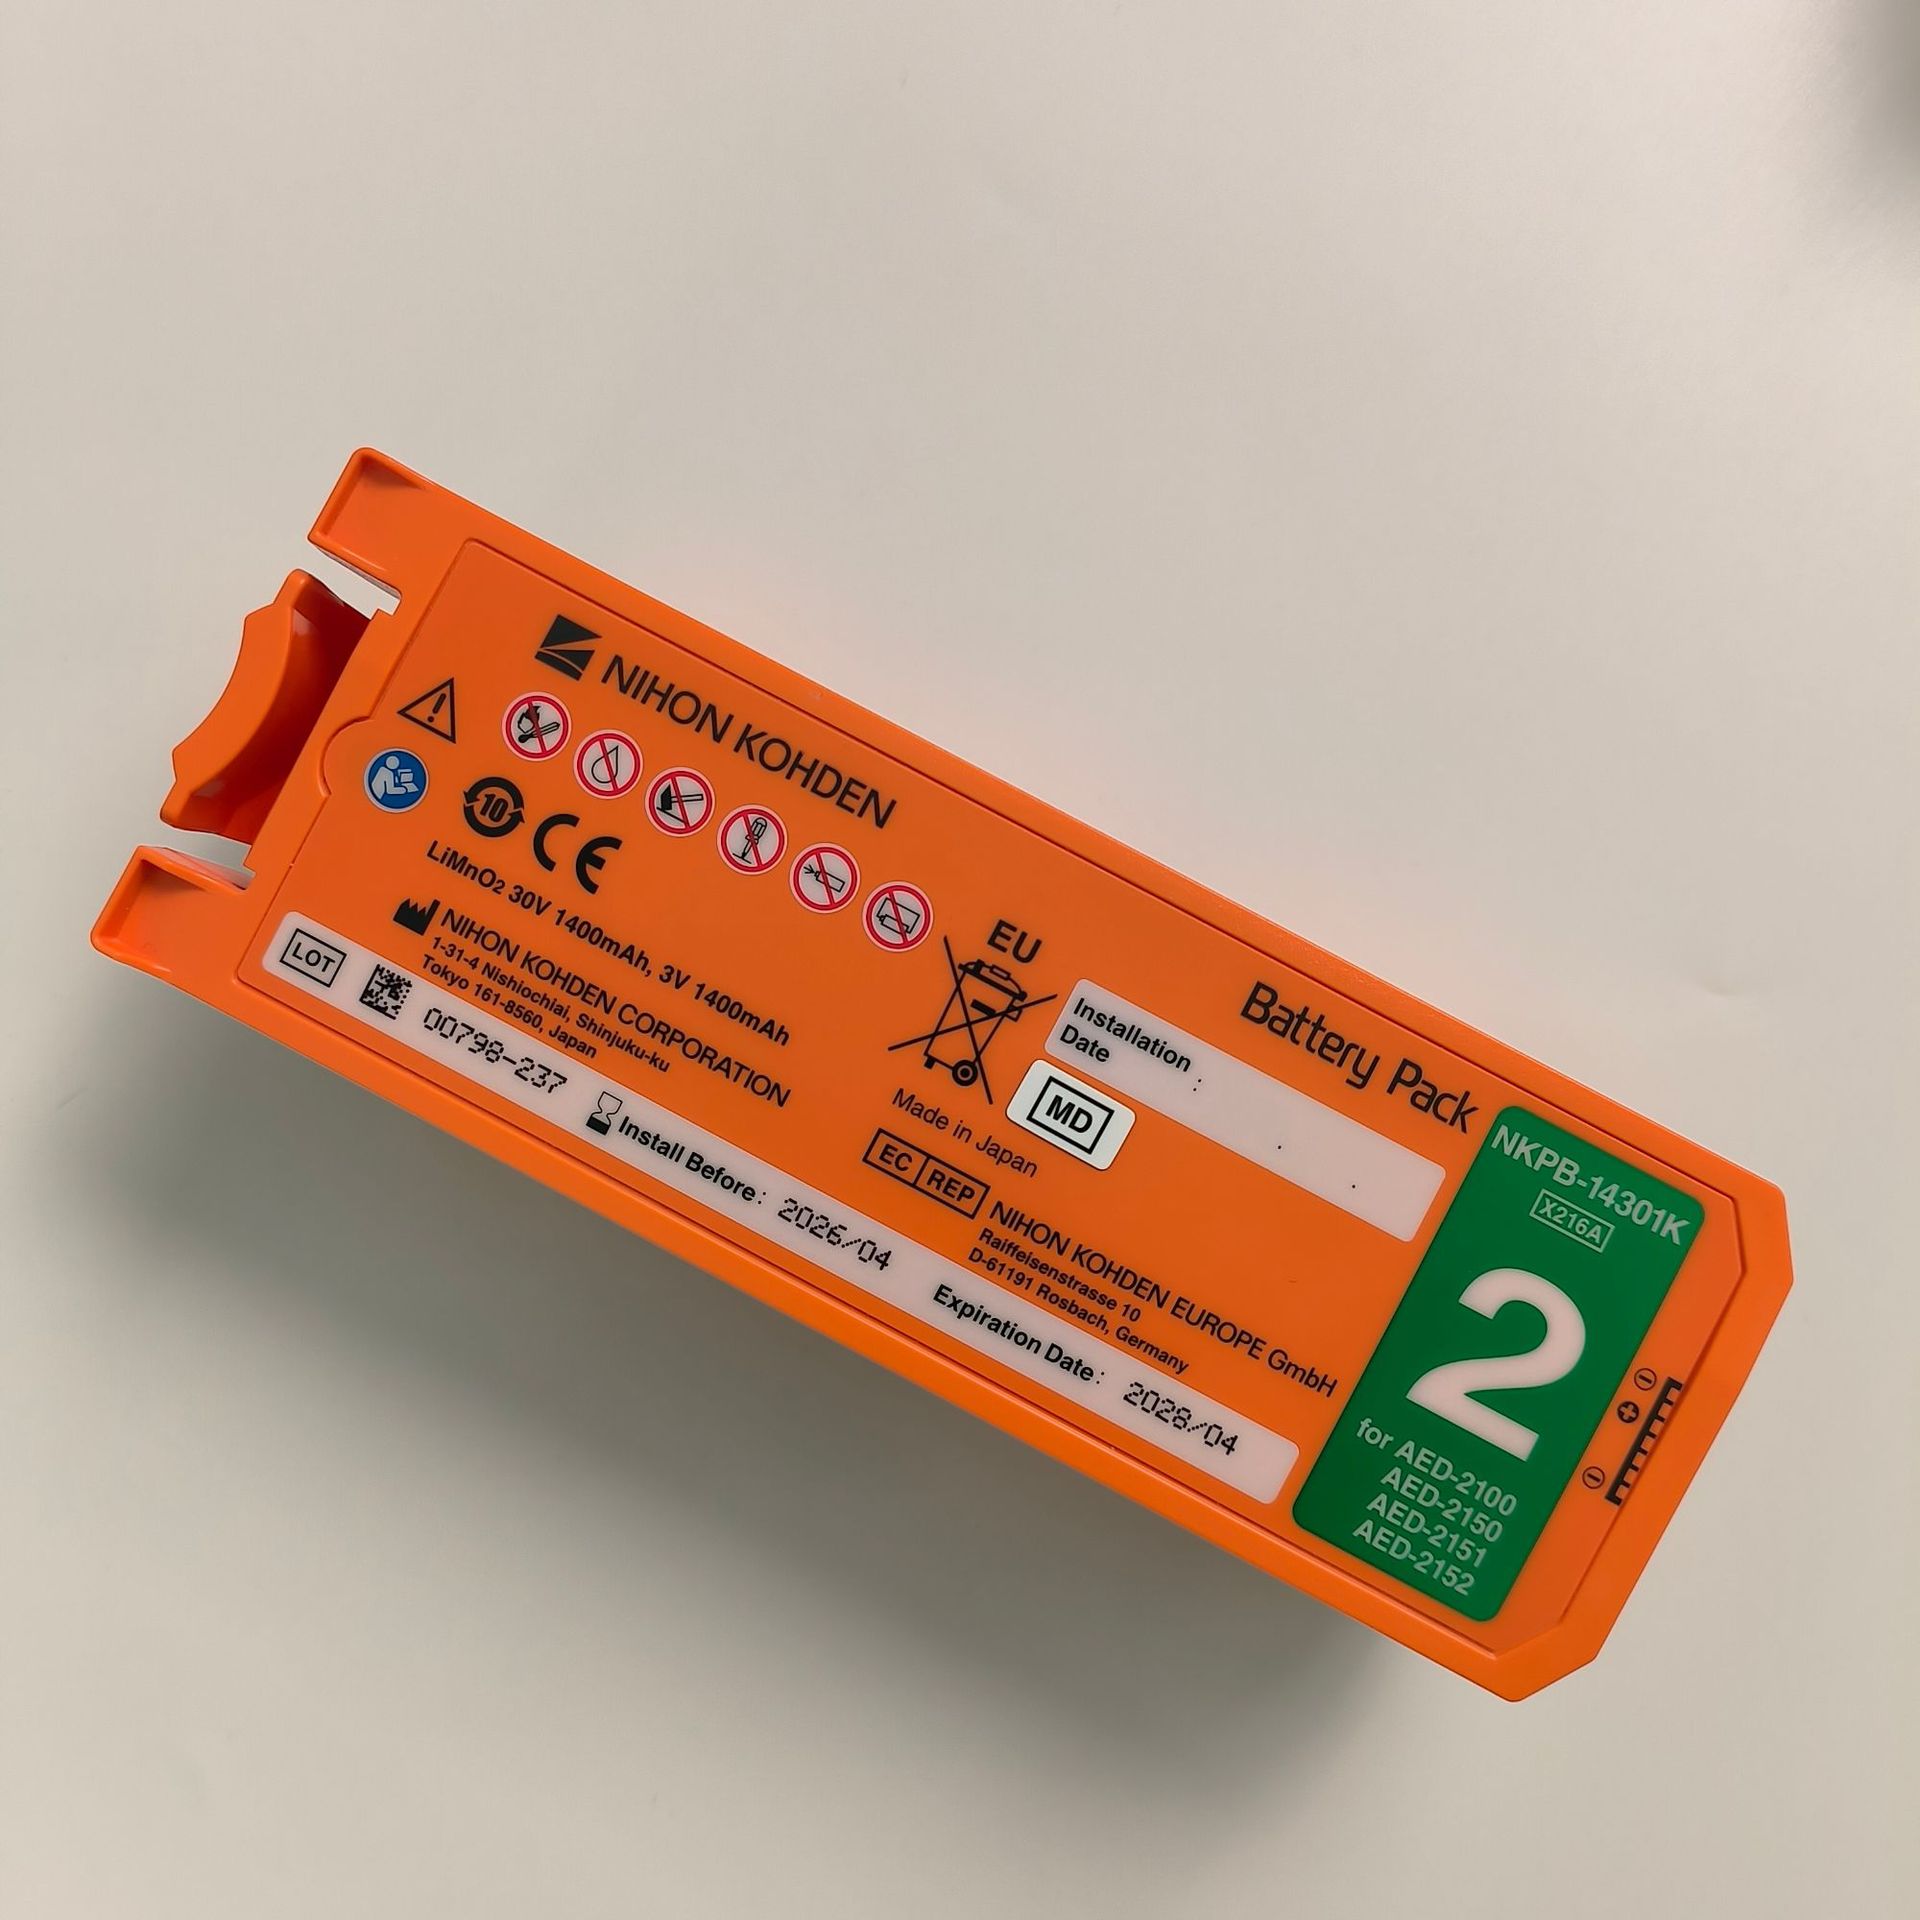 NIHON KOHDEN
10
CE
LiMnO2 30V 1400mAh, 3V 1400mAh
NIHON KOHDEN CORPORATION
1-31-4 Nishiochiai, Shinjuku-ku
Tokyo 161-8560, Japan
LOT
00798-237
Install Before: 2026/04
Expiration Date: 2028/04
EU
Made in Japan
EC REP
NIHON KOHDEN EUROPE GmbH
Raiffeisenstrasse 10
D-61191 Rosbach, Germany
Battery Pack
Installation
Date :
MD
NKPB-14301K
X216A
2
for AED-2100
AED-2150
AED-2151
AED-2152